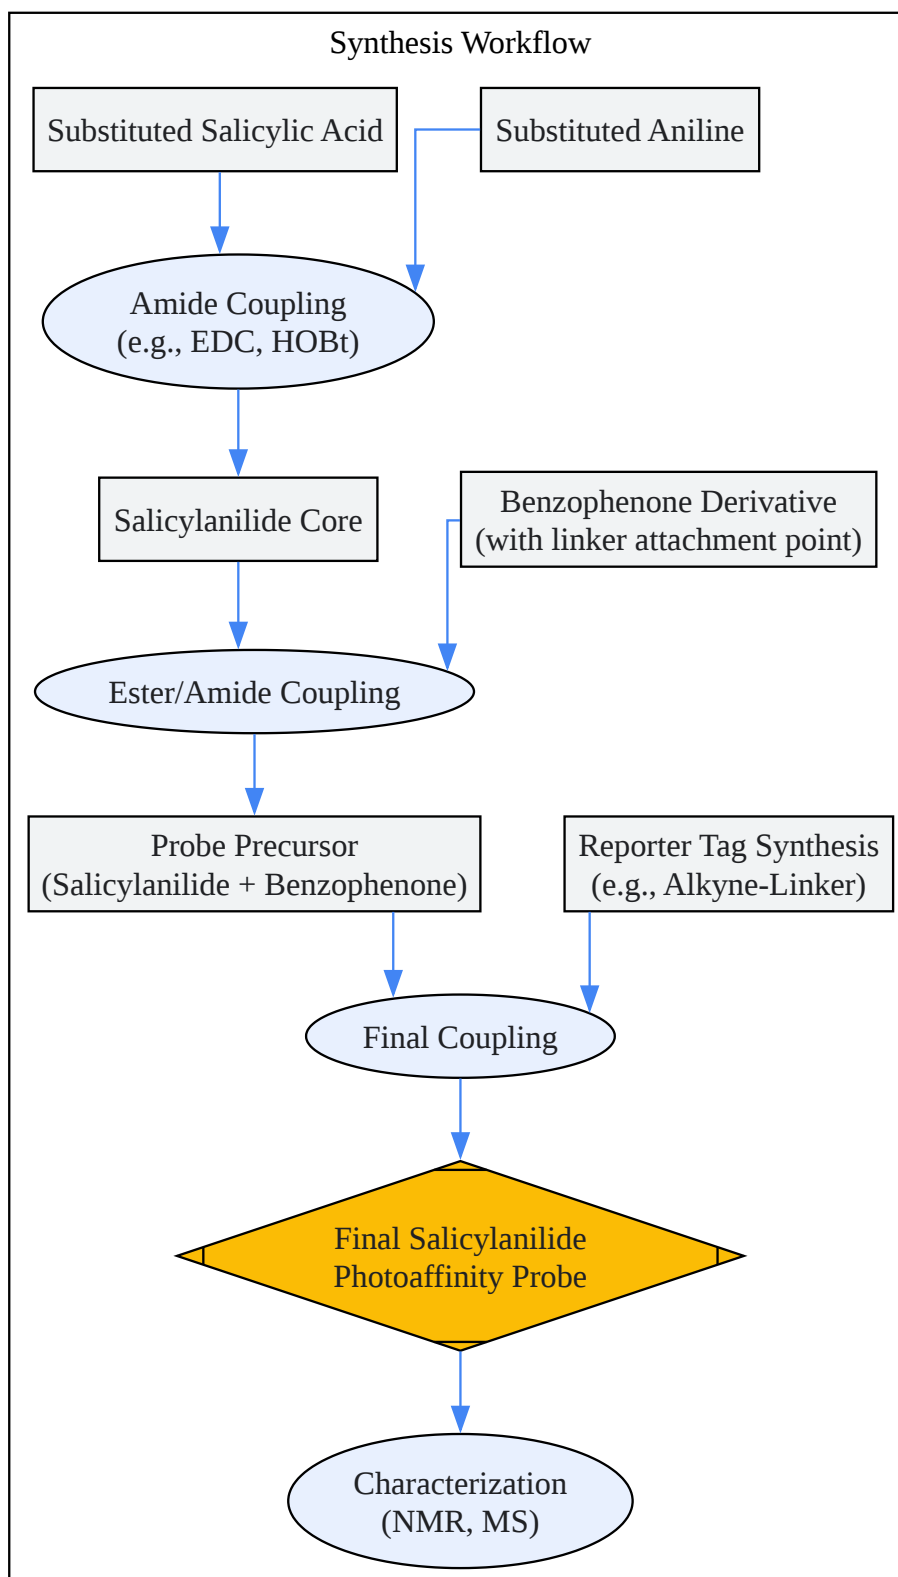 Synthesis Workflow
Substituted Salicylic Acid
Substituted Aniline
Amide Coupling
(e.g., EDC, HOBt)
Salicylanilide Core
Benzophenone Derivative
(with linker attachment point)
Ester/Amide Coupling
Probe Precursor
(Salicylanilide + Benzophenone)
Reporter Tag Synthesis
(e.g., Alkyne-Linker)
Final Coupling
Final Salicylanilide
Photoaffinity Probe
Characterization
(NMR, MS)